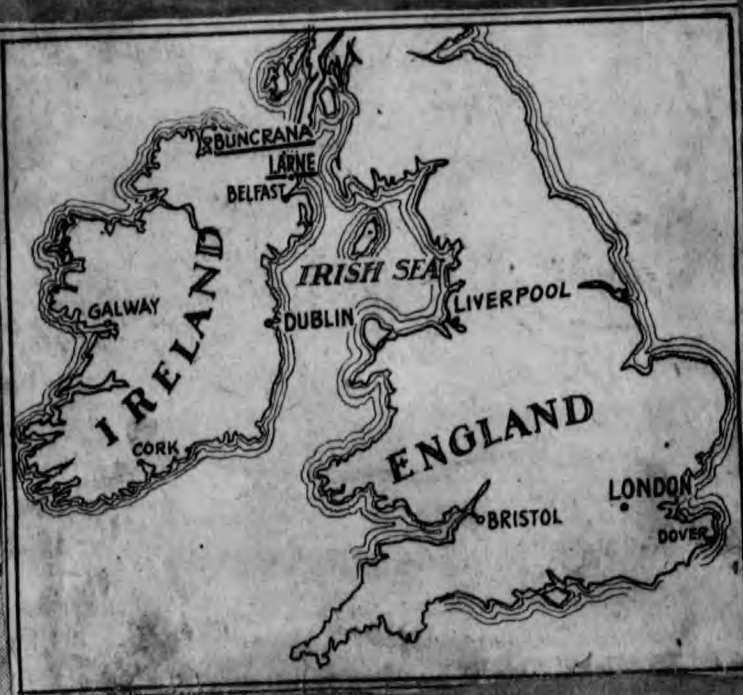 BUNCRANA
LARNE
BELFAST
IRISH SEA
GALWAY
DUBLIN
LIVERPOOL
IRELAND
CORK
ENGLAND
LONDON
BRISTOL
DOVER